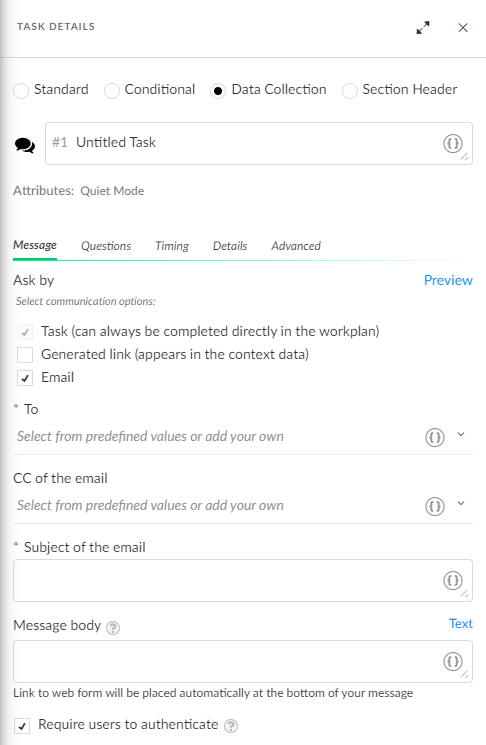 TASK DETAILS
Standard Conditional Data Collection Section Header
#1 Untitled Task {}
Attributes: Quiet Mode
Message Questions Timing Details Advanced
Ask by Preview
Select communication options:
Task (can always be completed directly in the workplan)
Generated link (appears in the context data)
Email
* To
Select from predefined values or add your own {}
CC of the email
Select from predefined values or add your own {}
* Subject of the email
{}
Message body ? Text
{}
Link to web form will be placed automatically at the bottom of your message
Require users to authenticate ?